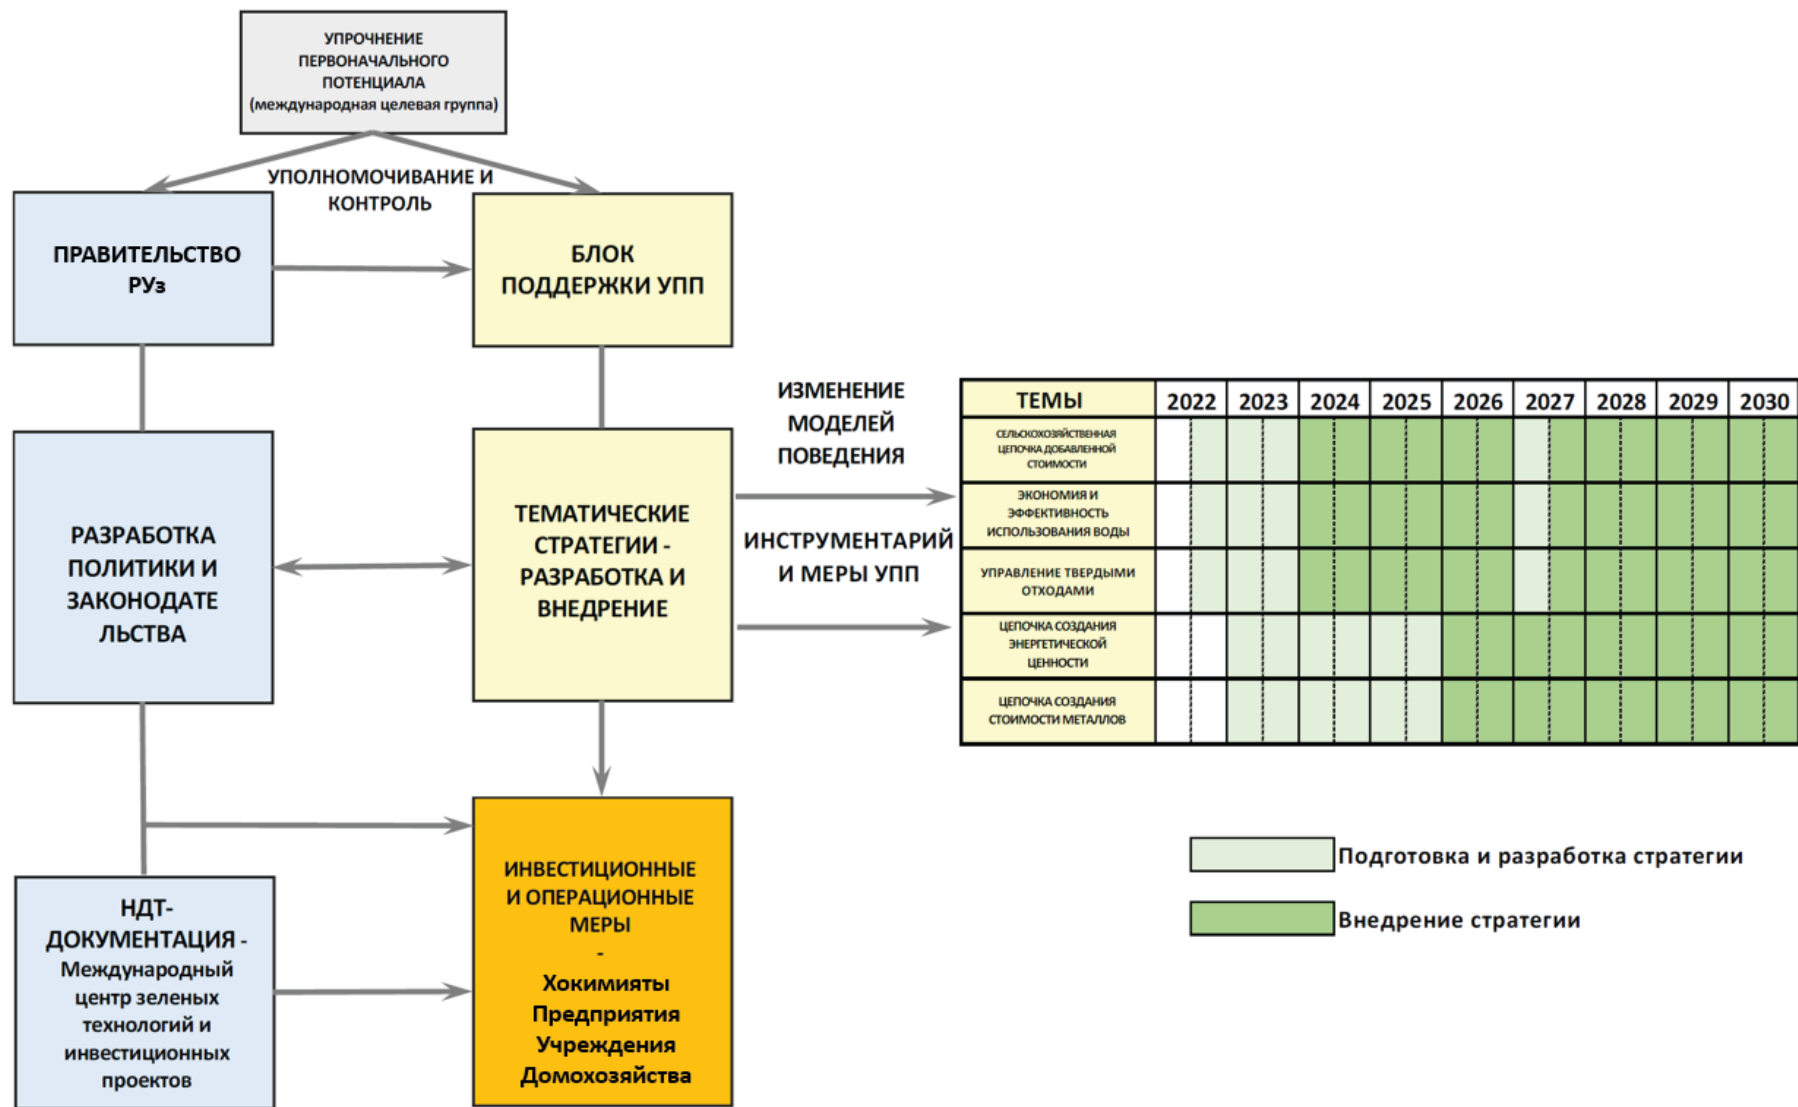 УПРОЧНЕНИЕ
ПЕРВОНАЧАЛЬНОГО
ПОТЕНЦИАЛА
(международная целевая группа)
УПОЛНОМОЧИВАНИЕ И
КОНТРОЛЬ
ПРАВИТЕЛЬСТВО
РУз
БЛОК
ПОДДЕРЖКИ УПП
РАЗРАБОТКА
ПОЛИТИКИ И
ЗАКОНОДАТЕ
ЛЬСТВА
ТЕМАТИЧЕСКИЕ
СТРАТЕГИИ -
РАЗРАБОТКА И
ВНЕДРЕНИЕ
ИЗМЕНЕНИЕ
МОДЕЛЕЙ
ПОВЕДЕНИЯ
ИНСТРУМЕНТАРИЙ
И МЕРЫ УПП
ТЕМЫ 2022 2023 2024 2025 2026 2027 2028 2029 2030
СЕЛЬСКОХОЗЯЙСТВЕННАЯ
ЦЕПОЧКА ДОБАВЛЕННОЙ
СТОИМОСТИ
ЭКОНОМИЯ И
ЭФФЕКТИВНОСТЬ
ИСПОЛЬЗОВАНИЯ ВОДЫ
УПРАВЛЕНИЕ ТВЕРДЫМИ
ОТХОДАМИ
ЦЕПОЧКА СОЗДАНИЯ
ЭНЕРГЕТИЧЕСКОЙ
ЦЕННОСТИ
ЦЕПОЧКА СОЗДАНИЯ
СТОИМОСТИ МЕТАЛЛОВ
Подготовка и разработка стратегии
Внедрение стратегии
НДТ-
ДОКУМЕНТАЦИЯ -
Международный
центр зеленых
технологий и
инвестиционных
проектов
ИНВЕСТИЦИОННЫЕ
И ОПЕРАЦИОННЫЕ
МЕРЫ
-
Хокимияты
Предприятия
Учреждения
Домохозяйства